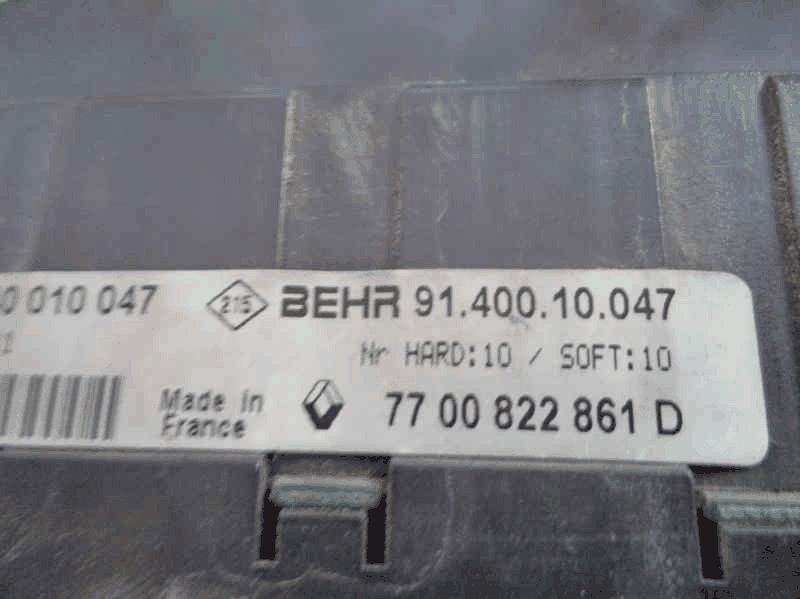 010 047 215 BEHR 91.400.10.047
Nr HARD:10 / SOFT:10
Made in
France
77 00 822 861 D